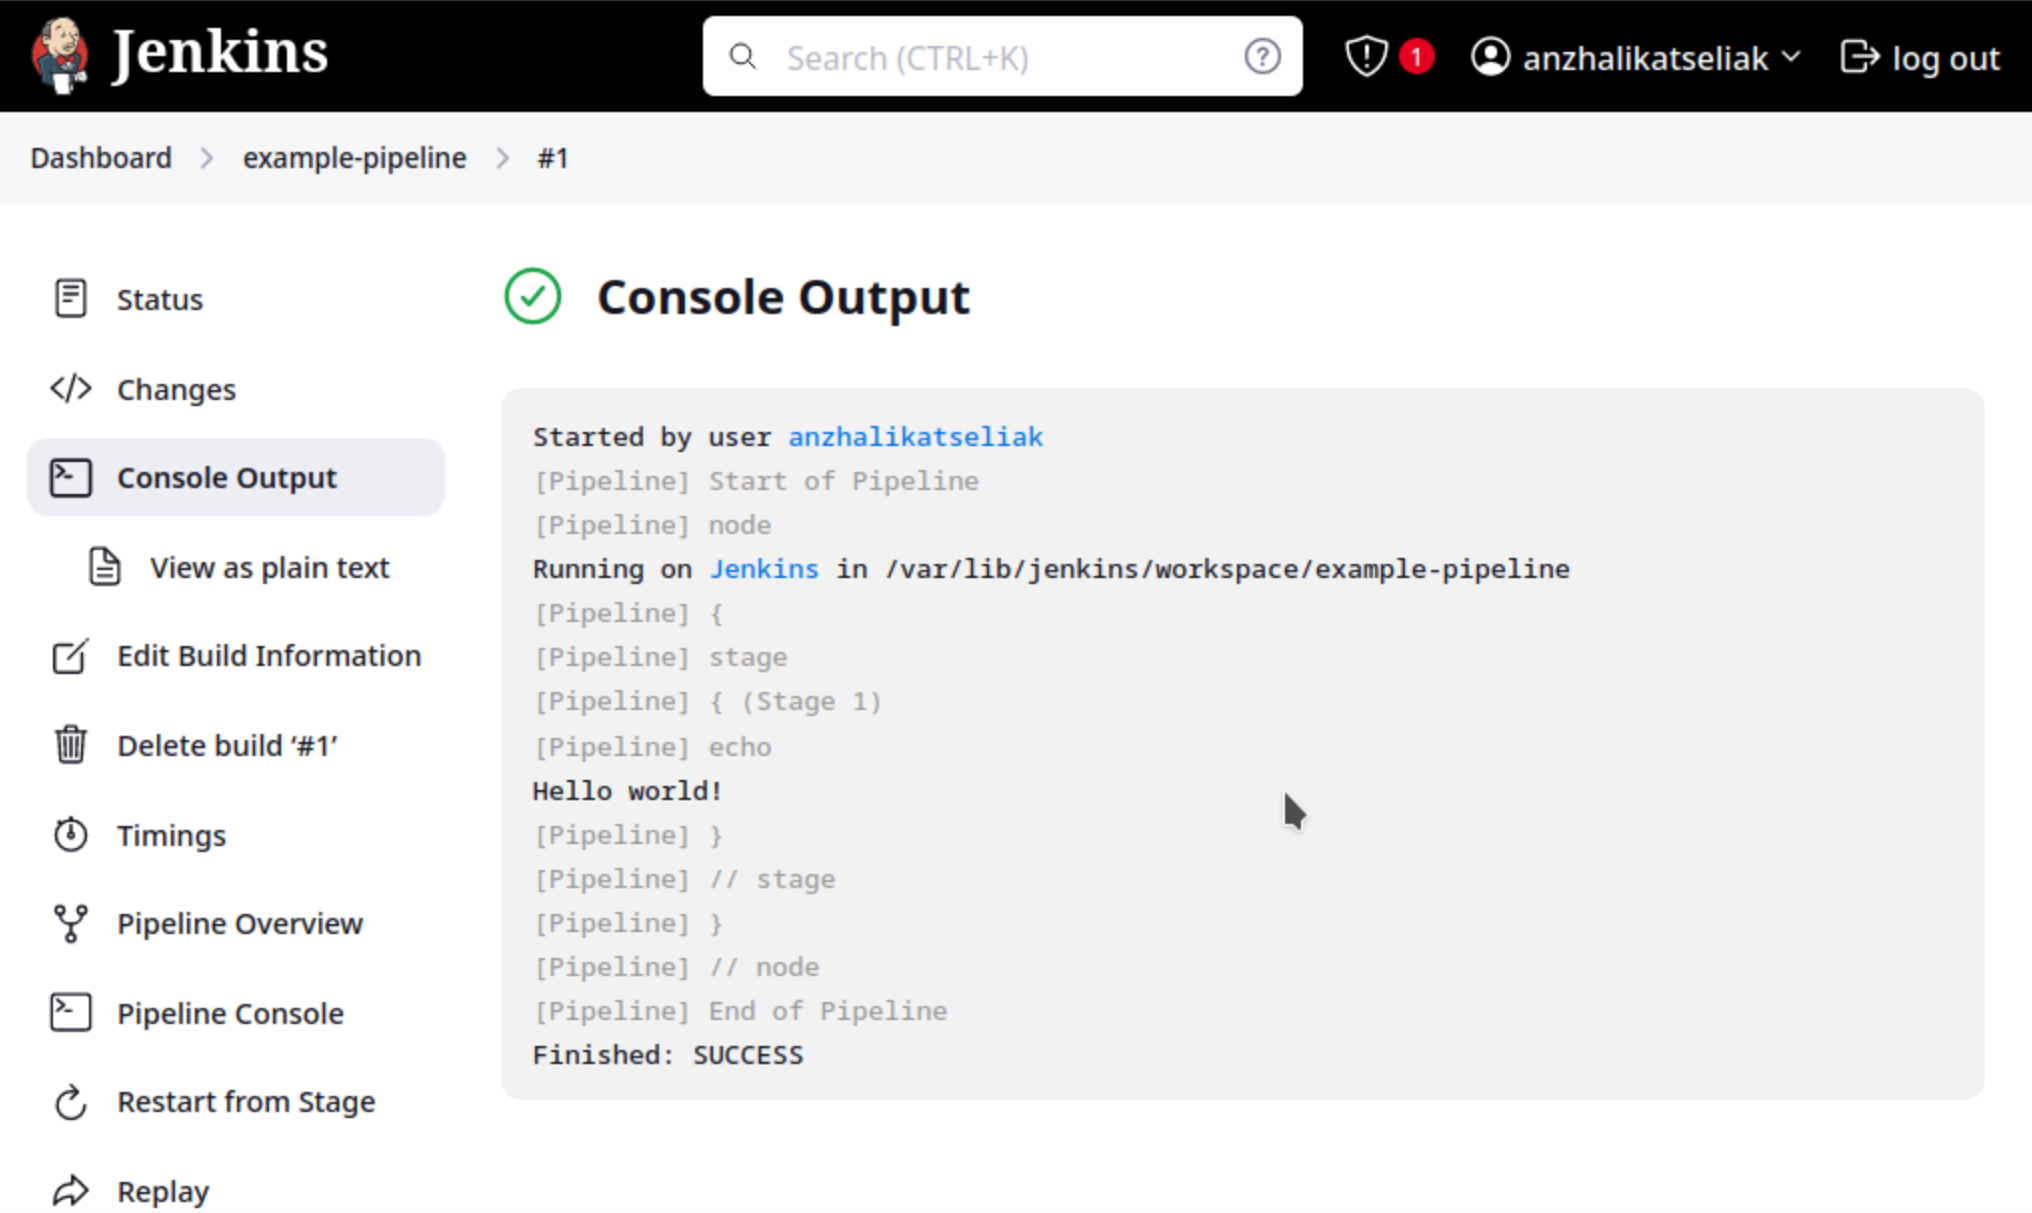 Jenkins
Search (CTRL+K)
1
anzhalikatseliak
log out
Dashboard
example-pipeline
#1
Status
Changes
Console Output
View as plain text
Edit Build Information
Delete build ‘#1’
Timings
Pipeline Overview
Pipeline Console
Restart from Stage
Replay
Console Output
Started by user anzhalikatseliak
[Pipeline] Start of Pipeline
[Pipeline] node
Running on Jenkins in /var/lib/jenkins/workspace/example-pipeline
[Pipeline] {
[Pipeline] stage
[Pipeline] { (Stage 1)
[Pipeline] echo
Hello world!
[Pipeline] }
[Pipeline] // stage
[Pipeline] }
[Pipeline] // node
[Pipeline] End of Pipeline
Finished: SUCCESS